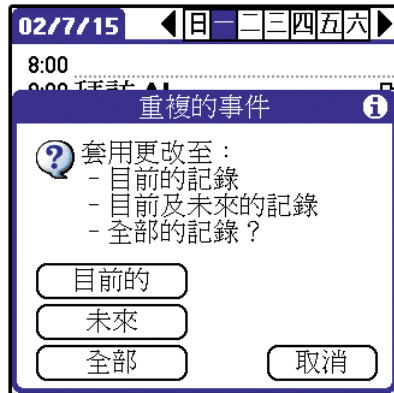 02/7/15 日 一 二 三 四 五 六
8:00
重複的事件
套用更改至：
- 目前的記錄
- 目前及未來的記錄
- 全部的記錄？
目前的
未來
全部 取消